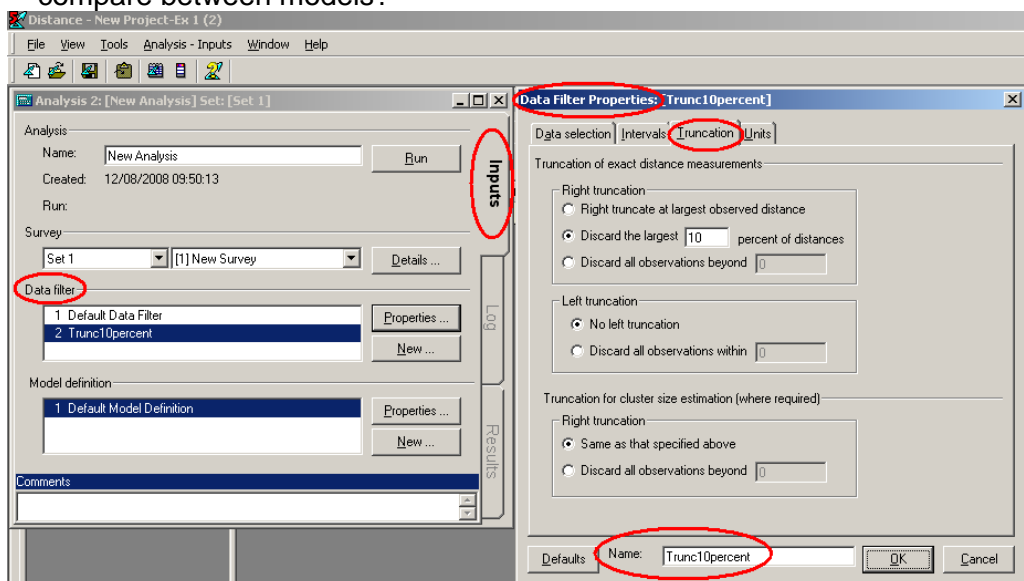 compare between models?
Distance - New Project-Ex 1 (2)
File View Tools Analysis - Inputs Window Help
Analysis 2: [New Analysis] Set: [Set 1]
Analysis
Name: New Analysis Run
Created: 12/08/2008 09:50:13
Run:
Survey
Set 1 [1] New Survey Details ...
Data filter
1 Default Data Filter Properties ...
2 Trunc10percent
New ...
Model definition
1 Default Model Definition Properties ...
New ...
Comments
Inputs
Log
Results
Data Filter Properties: [Trunc10percent]
Data selection Intervals Truncation Units
Truncation of exact distance measurements
Right truncation
Right truncate at largest observed distance
Discard the largest 10 percent of distances
Discard all observations beyond 0
Left truncation
No left truncation
Discard all observations within 0
Truncation for cluster size estimation (where required)
Right truncation
Same as that specified above
Discard all observations beyond 0
Defaults Name: Trunc10percent OK Cancel